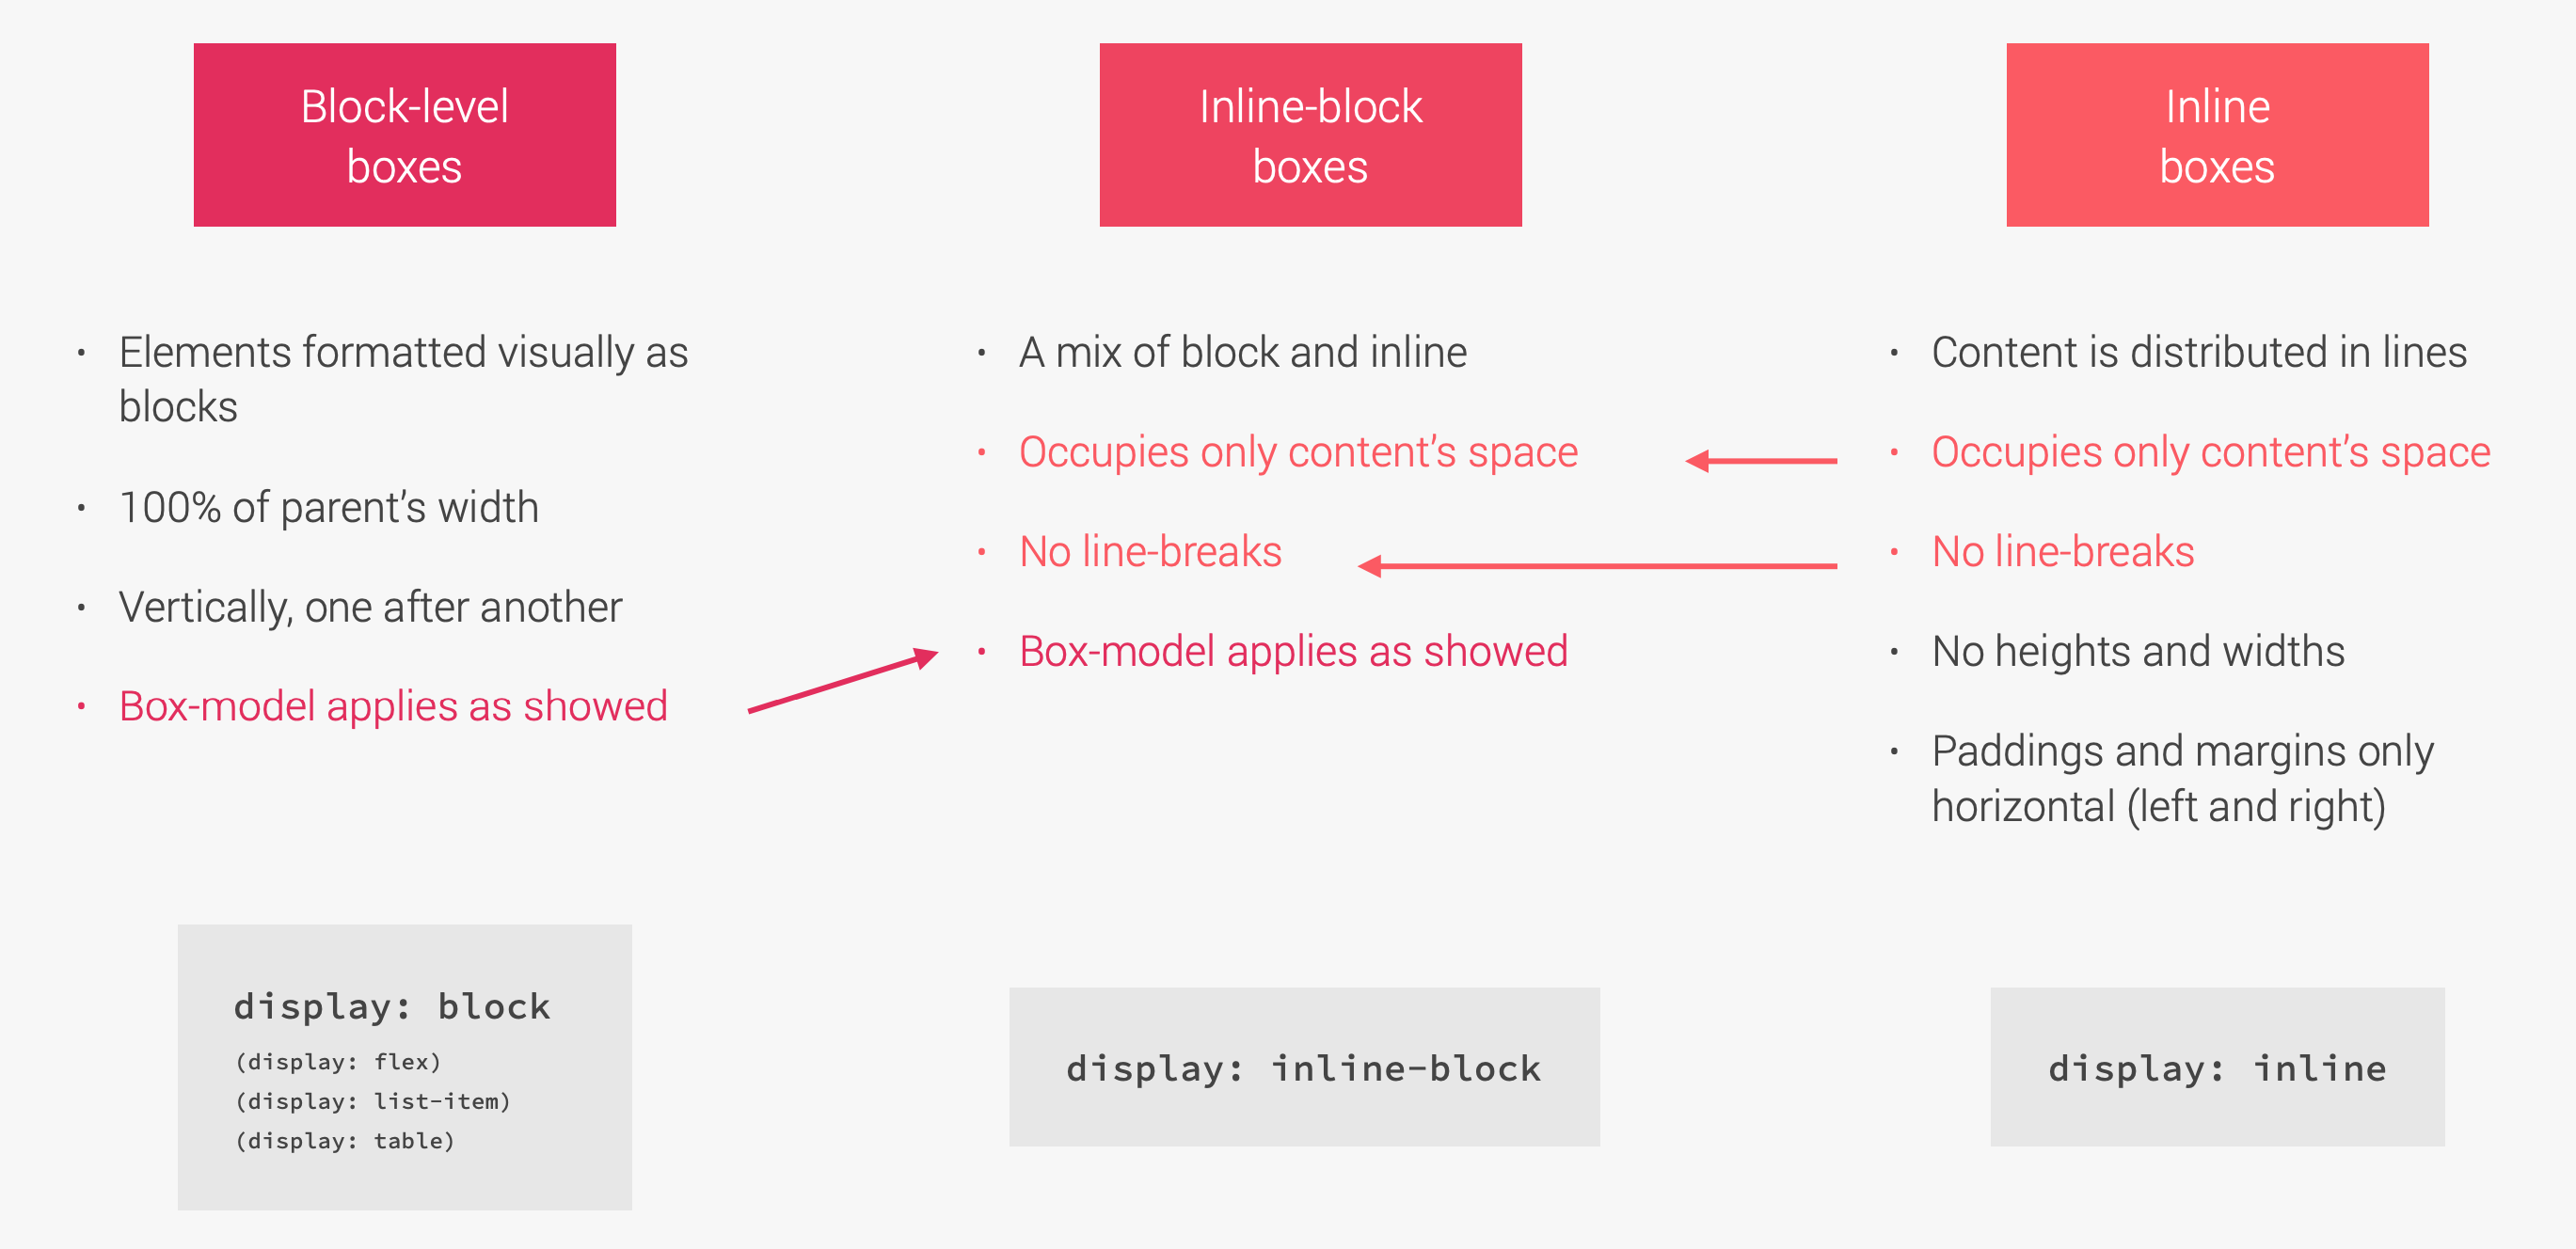 Block-level
boxes
Elements formatted visually as
blocks
100% of parent’s width
Vertically, one after another
Box-model applies as showed
display: block
(display: flex)
(display: list-item)
(display: table)
Inline-block
boxes
A mix of block and inline
Occupies only content’s space
No line-breaks
Box-model applies as showed
display: inline-block
Inline
boxes
Content is distributed in lines
Occupies only content’s space
No line-breaks
No heights and widths
Paddings and margins only
horizontal (left and right)
display: inline